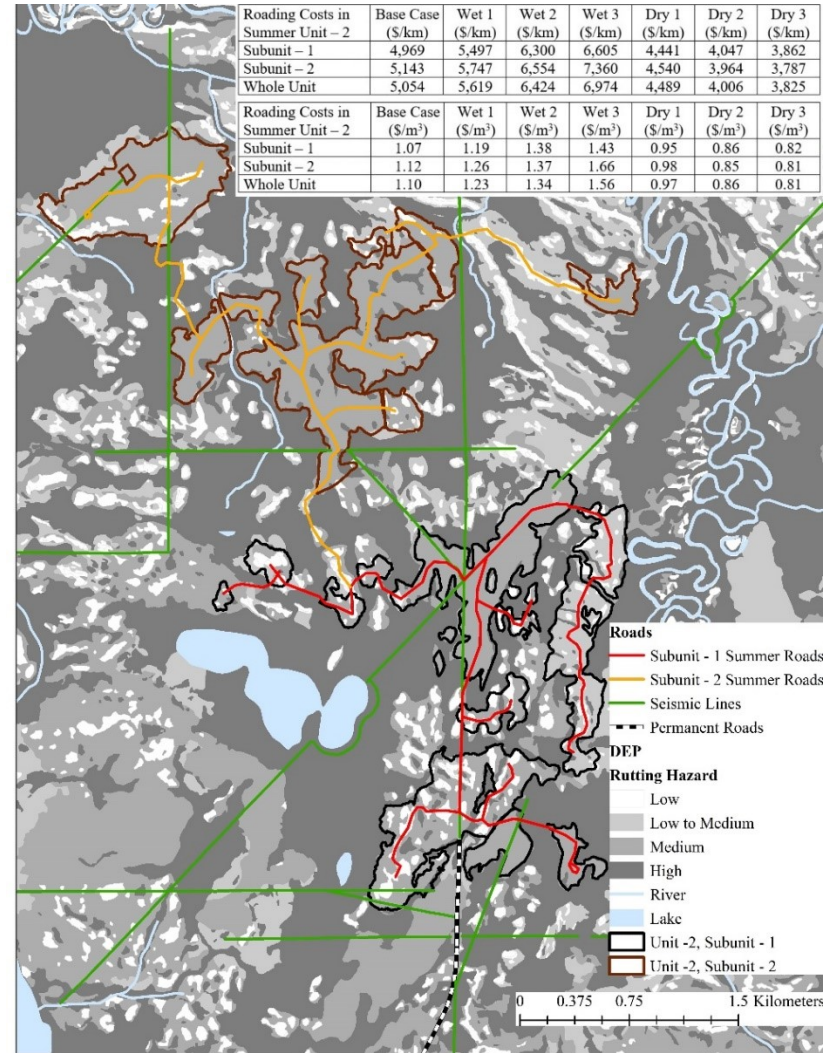 Roading Costs in Base Case Wet 1 Wet 2 Wet 3 Dry 1 Dry 2 Dry 3
Summer Unit – 2 ($/km) ($/km) ($/km) ($/km) ($/km) ($/km) ($/km)
Subunit – 1 4,969 5,497 6,300 6,605 4,441 4,047 3,862
Subunit – 2 5,143 5,747 6,554 7,360 4,540 3,964 3,787
Whole Unit 5,054 5,619 6,424 6,974 4,489 4,006 3,825
Roading Costs in Base Case Wet 1 Wet 2 Wet 3 Dry 1 Dry 2 Dry 3
Summer Unit – 2 ($/m³) ($/m³) ($/m³) ($/m³) ($/m³) ($/m³) ($/m³)
Subunit – 1 1.07 1.19 1.38 1.43 0.95 0.86 0.82
Subunit – 2 1.12 1.26 1.37 1.66 0.98 0.85 0.81
Whole Unit 1.10 1.23 1.34 1.56 0.97 0.86 0.81
Roads
Subunit - 1 Summer Roads
Subunit - 2 Summer Roads
Seismic Lines
Permanent Roads
DEP
Rutting Hazard
Low
Low to Medium
Medium
High
River
Lake
Unit -2, Subunit - 1
Unit -2, Subunit - 2
0 0.375 0.75 1.5 Kilometers